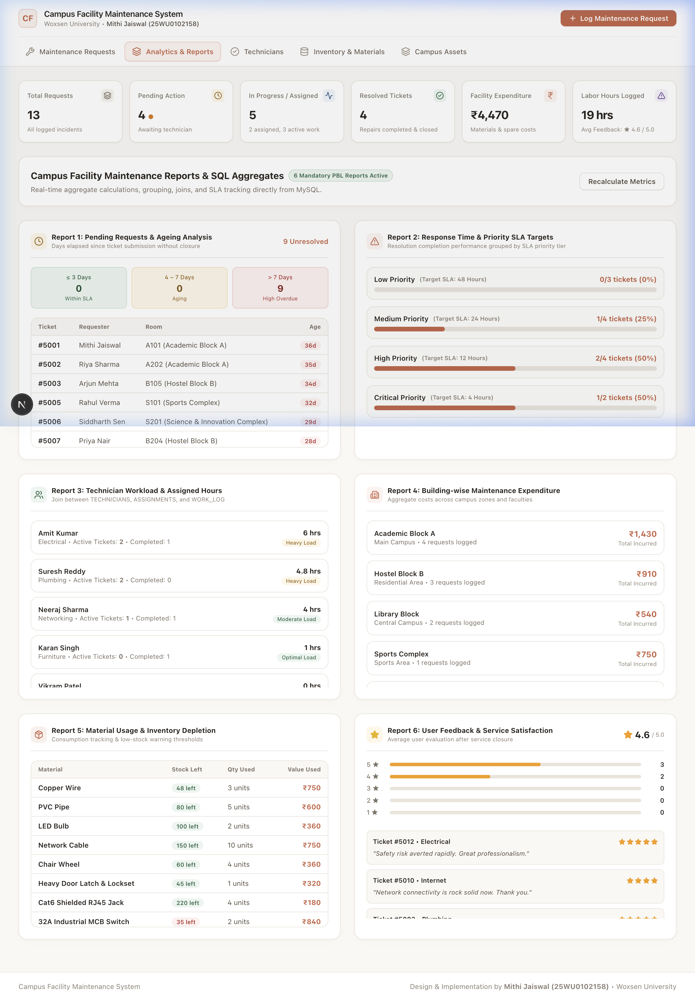 CF
Campus Facility Maintenance System
Woxsen University • Mithi Jaiswal (25WU0102158)
+ Log Maintenance Request
Maintenance Requests
Analytics & Reports
Technicians
Inventory & Materials
Campus Assets
Total Requests
13
All logged incidents
Pending Action
4
Awaiting technician
In Progress / Assigned
5
2 assigned, 3 active work
Resolved Tickets
4
Repairs completed & closed
Facility Expenditure
₹
₹4,470
Materials & spare costs
Labor Hours Logged
19 hrs
Avg Feedback: ★ 4.6 / 5.0
Campus Facility Maintenance Reports & SQL Aggregates
6 Mandatory PBL Reports Active
Real-time aggregate calculations, grouping, joins, and SLA tracking directly from MySQL.
Recalculate Metrics
Report 1: Pending Requests & Ageing Analysis
Days elapsed since ticket submission without closure
9 Unresolved
≤ 3 Days
0
Within SLA
4 – 7 Days
0
Aging
> 7 Days
9
High Overdue
Ticket Requester Room Age
#5001 Mithi Jaiswal A101 (Academic Block A) 36d
#5002 Riya Sharma A202 (Academic Block A) 35d
#5003 Arjun Mehta B105 (Hostel Block B) 34d
#5005 Rahul Verma S101 (Sports Complex) 32d
#5006 Siddharth Sen S201 (Science & Innovation Complex) 29d
#5007 Priya Nair B204 (Hostel Block B) 28d
N
Report 2: Response Time & Priority SLA Targets
Resolution completion performance grouped by SLA priority tier
Low Priority (Target SLA: 48 Hours) 0/3 tickets (0%)
Medium Priority (Target SLA: 24 Hours) 1/4 tickets (25%)
High Priority (Target SLA: 12 Hours) 2/4 tickets (50%)
Critical Priority (Target SLA: 4 Hours) 1/2 tickets (50%)
Report 3: Technician Workload & Assigned Hours
Join between TECHNICIANS, ASSIGNMENTS, and WORK_LOG
Amit Kumar 6 hrs
Electrical • Active Tickets: 2 • Completed: 1 Heavy Load
Suresh Reddy 4.8 hrs
Plumbing • Active Tickets: 2 • Completed: 0 Heavy Load
Neeraj Sharma 4 hrs
Networking • Active Tickets: 1 • Completed: 1 Moderate Load
Karan Singh 1 hrs
Furniture • Active Tickets: 0 • Completed: 1 Optimal Load
Vikram Patel 0 hrs
Report 4: Building-wise Maintenance Expenditure
Aggregate costs across campus zones and faculties
Academic Block A ₹1,430
Main Campus • 4 requests logged Total Incurred
Hostel Block B ₹910
Residential Area • 3 requests logged Total Incurred
Library Block ₹540
Central Campus • 2 requests logged Total Incurred
Sports Complex ₹750
Sports Area • 1 requests logged Total Incurred
Report 5: Material Usage & Inventory Depletion
Consumption tracking & low-stock warning thresholds
Material Stock Left Qty Used Value Used
Copper Wire 48 left 3 units ₹750
PVC Pipe 80 left 5 units ₹600
LED Bulb 100 left 2 units ₹360
Network Cable 150 left 10 units ₹750
Chair Wheel 60 left 4 units ₹360
Heavy Door Latch & Lockset 45 left 1 units ₹320
Cat6 Shielded RJ45 Jack 220 left 4 units ₹180
32A Industrial MCB Switch 35 left 2 units ₹840
Report 6: User Feedback & Service Satisfaction
Average user evaluation after service closure
★ 4.6 / 5.0
5 ★ 3
4 ★ 2
3 ★ 0
2 ★ 0
1 ★ 0
Ticket #5012 • Electrical ★★★★★
"Safety risk averted rapidly. Great professionalism."
Ticket #5010 • Internet ★★★★
"Network connectivity is rock solid now. Thank you."
Campus Facility Maintenance System
Design & Implementation by Mithi Jaiswal (25WU0102158) • Woxsen University